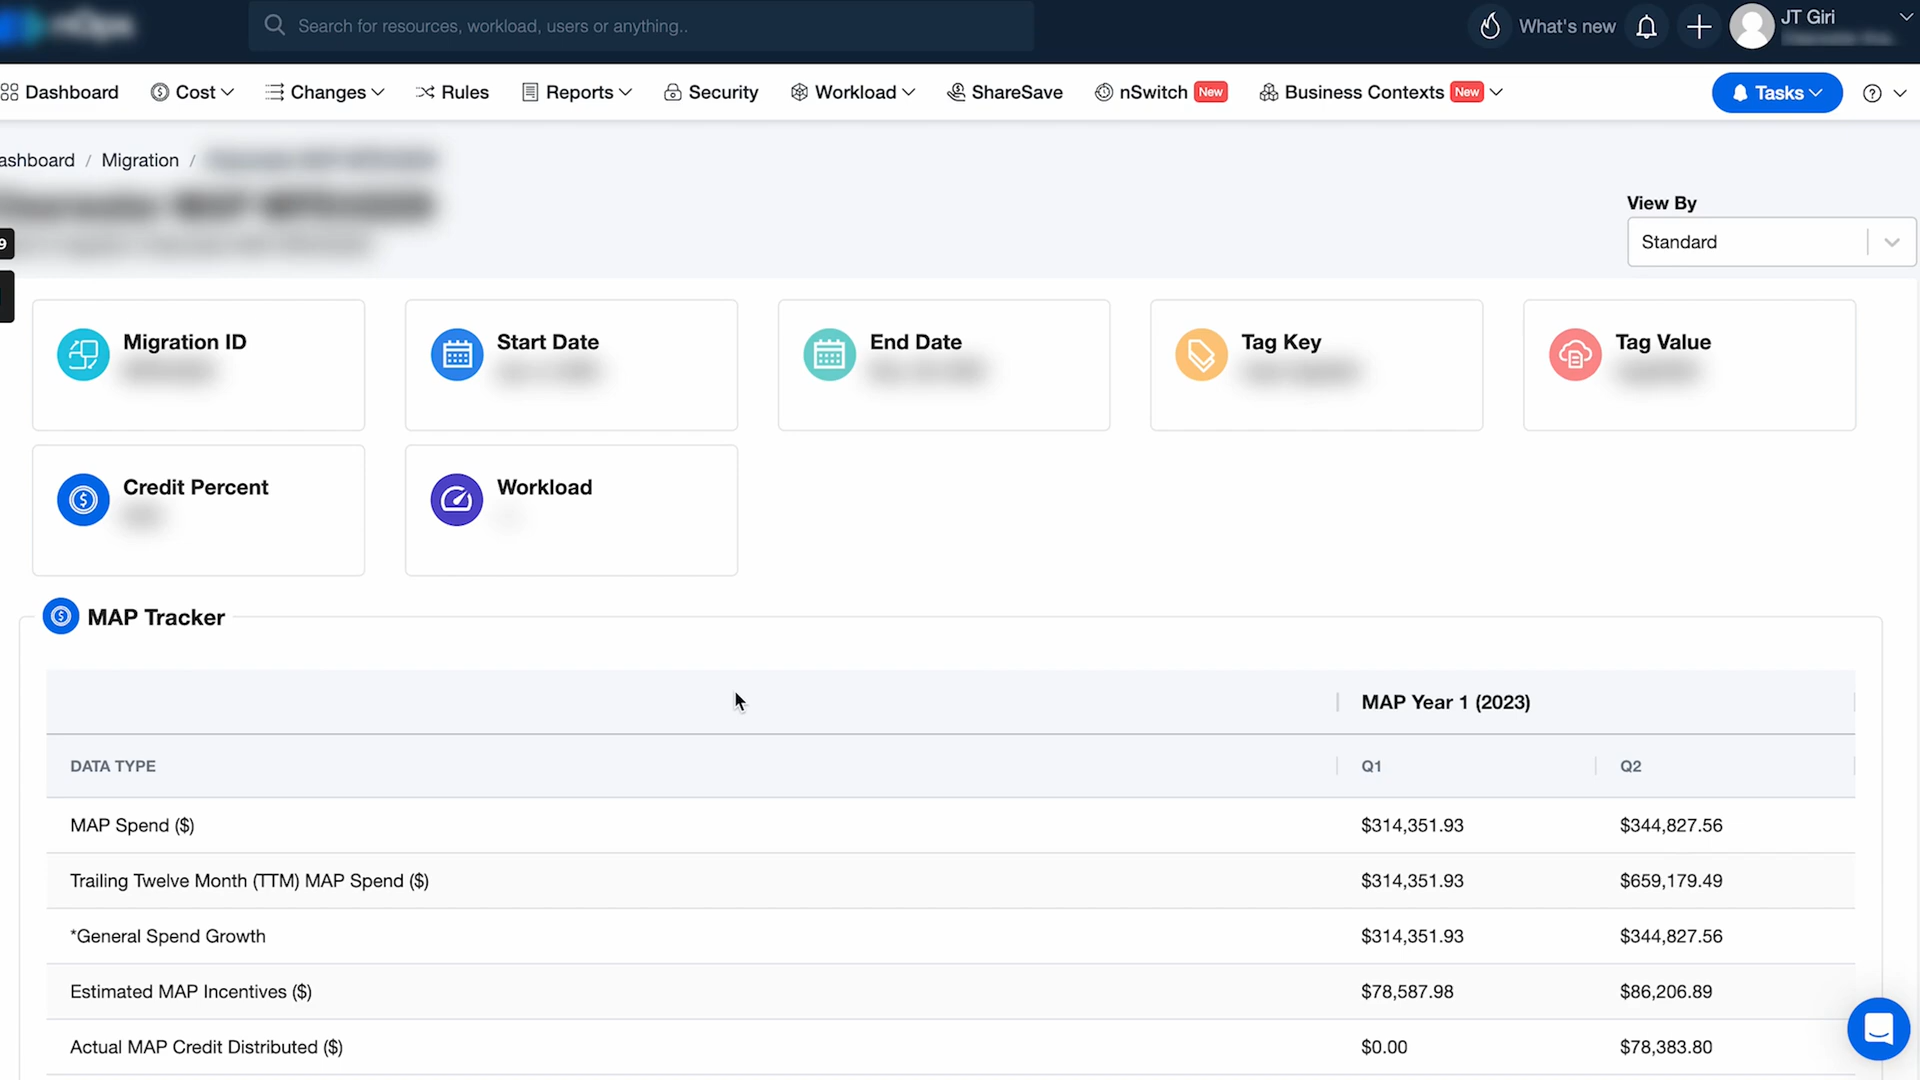 nOps
Search for resources, workload, users or anything..
What's new
JT Giri
Dashboard
Cost
Changes
Rules
Reports
Security
Workload
ShareSave
nSwitch New
Business Contexts New
Tasks
ashboard / Migration /
View By
Standard
9
Migration ID
Start Date
End Date
Tag Key
Tag Value
Credit Percent
Workload
MAP Tracker
MAP Year 1 (2023)
DATA TYPE Q1 Q2
MAP Spend ($) $314,351.93 $344,827.56
Trailing Twelve Month (TTM) MAP Spend ($) $314,351.93 $659,179.49
*General Spend Growth $314,351.93 $344,827.56
Estimated MAP Incentives ($) $78,587.98 $86,206.89
Actual MAP Credit Distributed ($) $0.00 $78,383.80